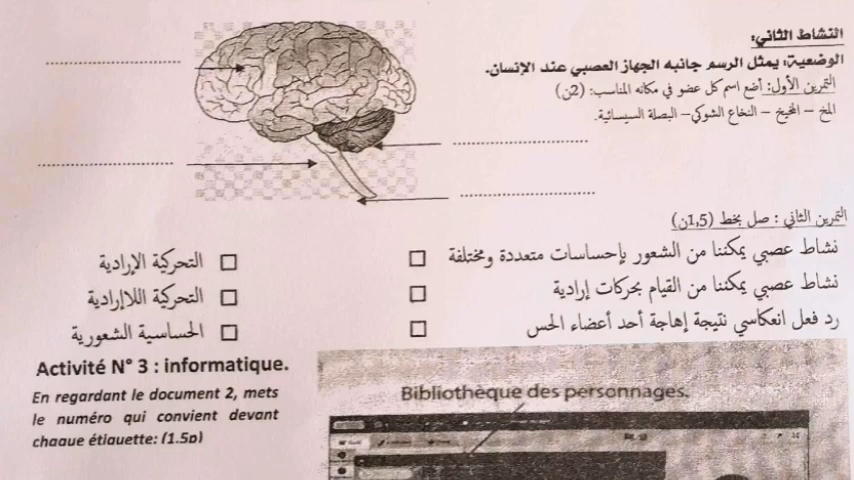 النشاط الثاني:
الوضعية: يمثل الرسم جانبه الجهاز العصبي عند الإنسان.
التمرين الأول: أضع اسم كل عضو في مكانه المناسب: (2ن)
المخ – المخيخ – النخاع الشوكي – البصلة السيسائية.
التمرين الثاني : صل بخط (1,5ن)
نشاط عصبي يمكننا من الشعور بإحساسات متعددة ومختلفة □ □ التحركية الإرادية
نشاط عصبي يمكننا من القيام بحركات إرادية □ □ التحركية اللاإرادية
رد فعل انعكاسي نتيجة إهاجة أحد أعضاء الحس □ □ الحساسية الشعورية
Activité N° 3 : informatique.
En regardant le document 2, mets
le numéro qui convient devant
chaque étiquette: (1.5p)
Bibliothèque des personnages.